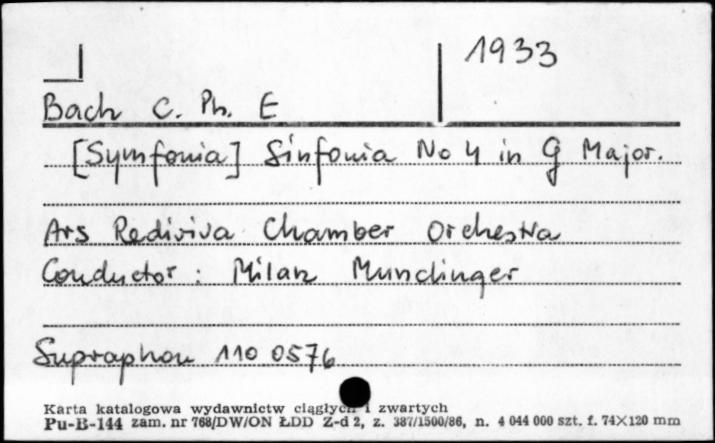 1933
Bach C. Ph. E
[Symfonia] Sinfonia No 4 in G Major.
Ars Rediviva Chamber Orchestra
Conductor: Milan Munclinger
Supraphon 110 0576
Karta katalogowa wydawnictw ciągłych i zwartych
Pu-B-144 zam. nr 768/DW/ON ŁDD Z-d 2, z. 387/1500/86, n. 4 044 000 szt. f. 74×120 mm